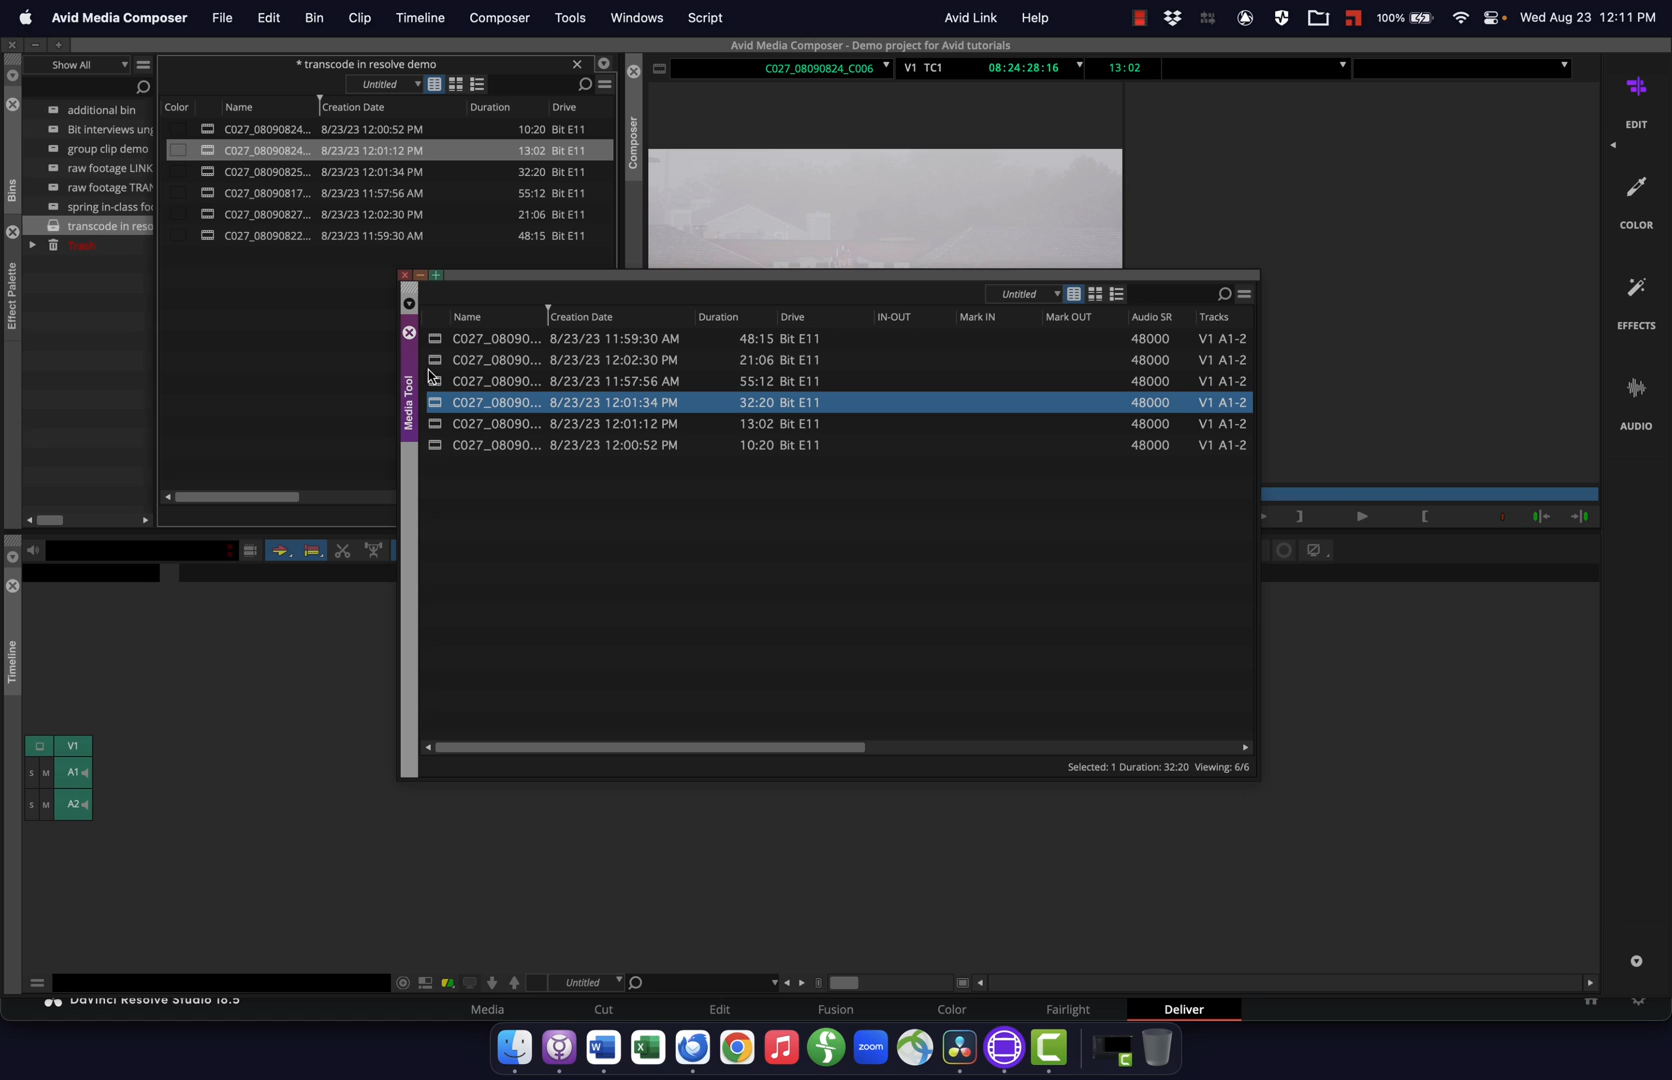 Avid Media Composer File Edit Bin Clip Timeline Composer Tools Windows Script Avid Link Help 100% Wed Aug 23 12:11 PM
Avid Media Composer - Demo project for Avid tutorials
Show All
* transcode in resolve demo
C027_08090824_C006 V1 TC1 08:24:28:16 13:02
Untitled
Color Name Creation Date Duration Drive
C027_08090824... 8/23/23 12:00:52 PM 10:20 Bit E11
C027_08090824... 8/23/23 12:01:12 PM 13:02 Bit E11
C027_08090825... 8/23/23 12:01:34 PM 32:20 Bit E11
C027_08090817... 8/23/23 11:57:56 AM 55:12 Bit E11
C027_08090827... 8/23/23 12:02:30 PM 21:06 Bit E11
C027_08090822... 8/23/23 11:59:30 AM 48:15 Bit E11
additional bin
Bit interviews ung
group clip demo
raw footage LINK
raw footage TRAN
spring in-class foo
transcode in reso
Trash
Bins
Effect Palette
Composer
EDIT
COLOR
EFFECTS
AUDIO
Untitled
Name Creation Date Duration Drive IN-OUT Mark IN Mark OUT Audio SR Tracks
C027_08090... 8/23/23 11:59:30 AM 48:15 Bit E11 48000 V1 A1-2
C027_08090... 8/23/23 12:02:30 PM 21:06 Bit E11 48000 V1 A1-2
C027_08090... 8/23/23 11:57:56 AM 55:12 Bit E11 48000 V1 A1-2
C027_08090... 8/23/23 12:01:34 PM 32:20 Bit E11 48000 V1 A1-2
C027_08090... 8/23/23 12:01:12 PM 13:02 Bit E11 48000 V1 A1-2
C027_08090... 8/23/23 12:00:52 PM 10:20 Bit E11 48000 V1 A1-2
Media Tool
Selected: 1 Duration: 32:20 Viewing: 6/6
Timeline
V1
S M A1
S M A2
Untitled
DaVinci Resolve Studio 18.5
Media Cut Edit Fusion Color Fairlight Deliver
zoom